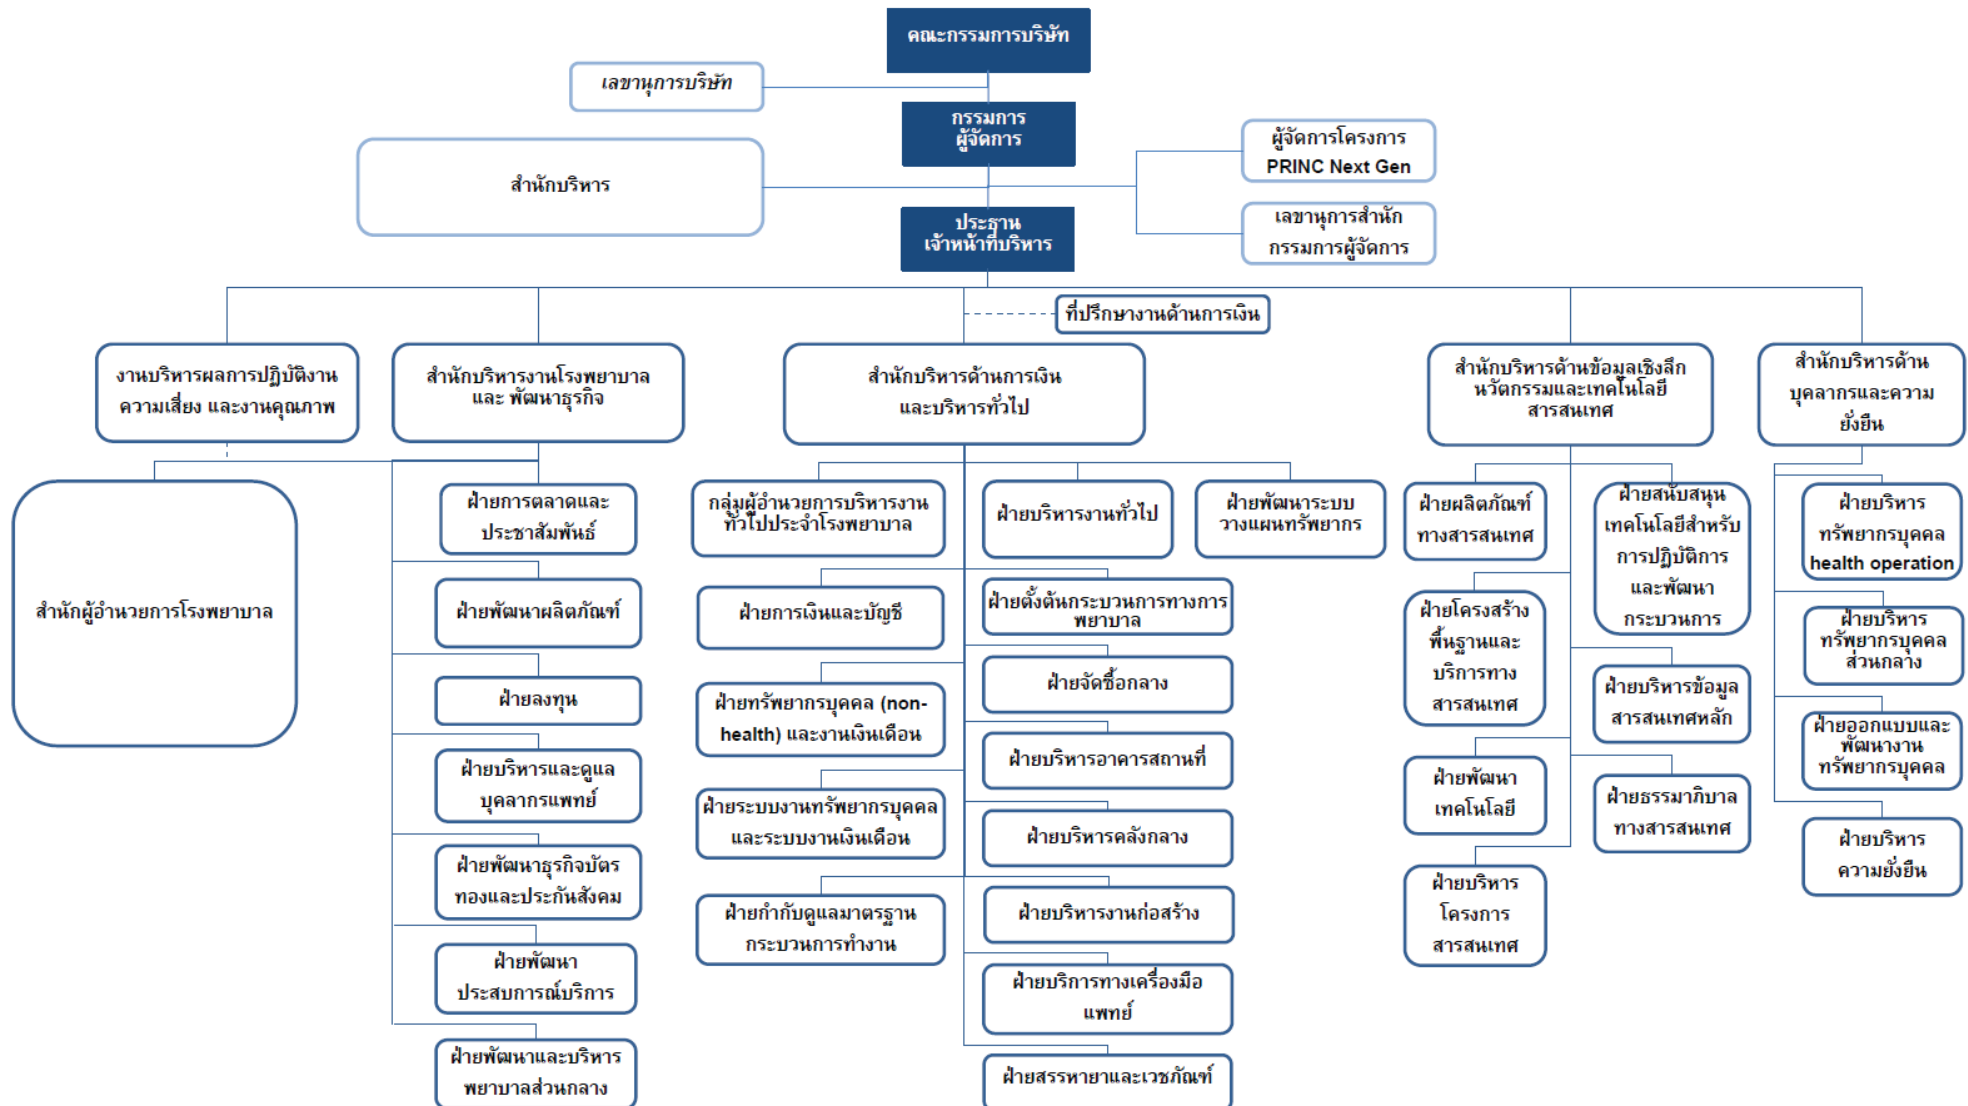 คณะกรรมการบริษัท
เลขานุการบริษัท
กรรมการ
ผู้จัดการ
ผู้จัดการโครงการ
PRINC Next Gen
สำนักบริหาร
เลขานุการสำนัก
กรรมการผู้จัดการ
ประธาน
เจ้าหน้าที่บริหาร
ที่ปรึกษางานด้านการเงิน
งานบริหารผลการปฏิบัติงาน
ความเสี่ยง และงานคุณภาพ
สำนักบริหารงานโรงพยาบาล
และ พัฒนาธุรกิจ
สำนักบริหารด้านการเงิน
และบริหารทั่วไป
สำนักบริหารด้านข้อมูลเชิงลึก
นวัตกรรมและเทคโนโลยี
สารสนเทศ
สำนักบริหารด้าน
บุคลากรและความ
ยั่งยืน
สำนักผู้อำนวยการโรงพยาบาล
ฝ่ายการตลาดและ
ประชาสัมพันธ์
ฝ่ายพัฒนาผลิตภัณฑ์
ฝ่ายลงทุน
ฝ่ายบริหารและดูแล
บุคลากรแพทย์
ฝ่ายพัฒนาธุรกิจบัตร
ทองและประกันสังคม
ฝ่ายพัฒนา
ประสบการณ์บริการ
ฝ่ายพัฒนาและบริหาร
พยาบาลส่วนกลาง
กลุ่มผู้อำนวยการบริหารงาน
ทั่วไปประจำโรงพยาบาล
ฝ่ายบริหารงานทั่วไป
ฝ่ายพัฒนาระบบ
วางแผนทรัพยากร
ฝ่ายการเงินและบัญชี
ฝ่ายตั้งต้นกระบวนการทางการ
พยาบาล
ฝ่ายจัดซื้อกลาง
ฝ่ายทรัพยากรบุคคล (non-
health) และงานเงินเดือน
ฝ่ายบริหารอาคารสถานที่
ฝ่ายระบบงานทรัพยากรบุคคล
และระบบงานเงินเดือน
ฝ่ายบริหารคลังกลาง
ฝ่ายกำกับดูแลมาตรฐาน
กระบวนการทำงาน
ฝ่ายบริหารงานก่อสร้าง
ฝ่ายบริการทางเครื่องมือ
แพทย์
ฝ่ายสรรหายาและเวชภัณฑ์
ฝ่ายผลิตภัณฑ์
ทางสารสนเทศ
ฝ่ายสนับสนุน
เทคโนโลยีสำหรับ
การปฏิบัติการ
และพัฒนา
กระบวนการ
ฝ่ายโครงสร้าง
พื้นฐานและ
บริการทาง
สารสนเทศ
ฝ่ายบริหารข้อมูล
สารสนเทศหลัก
ฝ่ายพัฒนา
เทคโนโลยี
ฝ่ายธรรมาภิบาล
ทางสารสนเทศ
ฝ่ายบริหาร
โครงการ
สารสนเทศ
ฝ่ายบริหาร
ทรัพยากรบุคคล
health operation
ฝ่ายบริหาร
ทรัพยากรบุคคล
ส่วนกลาง
ฝ่ายออกแบบและ
พัฒนางาน
ทรัพยากรบุคคล
ฝ่ายบริหาร
ความยั่งยืน